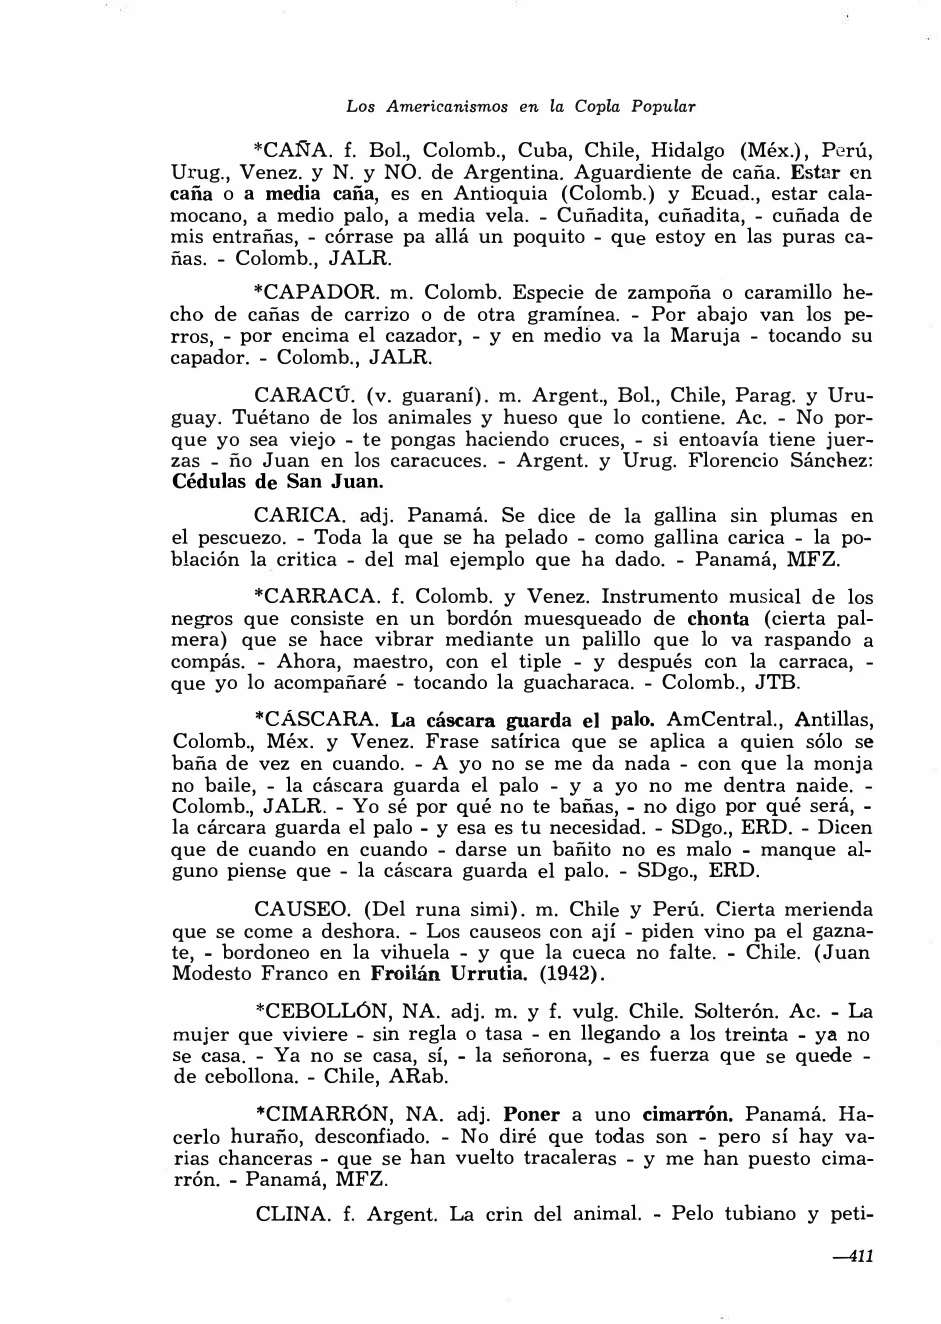 Los Americanismos en la Copla Popular
*CAÑA. f. Bol., Colomb., Cuba, Chile, Hidalgo (Méx.), Perú,
Urug., Venez. y N. y NO. de Argentina. Aguardiente de caña. Estar en
caña o a media caña, es en Antioquia (Colomb.) y Ecuad., estar cala-
mocano, a medio palo, a media vela. - Cuñadita, cuñadita, - cuñada de
mis entrañas, - córrase pa allá un poquito - que estoy en las puras ca-
ñas. - Colomb., JALR.
*CAPADOR. m. Colomb. Especie de zampoña o caramillo he-
cho de cañas de carrizo o de otra gramínea. - Por abajo van los pe-
rros, - por encima el cazador, - y en medio va la Maruja - tocando su
capador. - Colomb., JALR.
CARACÚ. (v. guaraní). m. Argent., Bol., Chile, Parag. y Uru-
guay. Tuétano de los animales y hueso que lo contiene. Ac. - No por-
que yo sea viejo - te pongas haciendo cruces, - si entoavía tiene juer-
zas - ño Juan en los caracuces. - Argent. y Urug. Florencio Sánchez:
Cédulas de San Juan.
CARICA. adj. Panamá. Se dice de la gallina sin plumas en
el pescuezo. - Toda la que se ha pelado - como gallina carica - la po-
blación la critica - del mal ejemplo que ha dado. - Panamá, MFZ.
*CARRACA. f. Colomb. y Venez. Instrumento musical de los
negros que consiste en un bordón muesqueado de chonta (cierta pal-
mera) que se hace vibrar mediante un palillo que lo va raspando a
compás. - Ahora, maestro, con el tiple - y después con la carraca, -
que yo lo acompañaré - tocando la guacharaca. - Colomb., JTB.
*CÁSCARA. La cáscara guarda el palo. AmCentral., Antillas,
Colomb., Méx. y Venez. Frase satírica que se aplica a quien sólo se
baña de vez en cuando. - A yo no se me da nada - con que la monja
no baile, - la cáscara guarda el palo - y a yo no me dentra naide. -
Colomb., JALR. - Yo sé por qué no te bañas, - no digo por qué será, -
la cárcara guarda el palo - y esa es tu necesidad. - SDgo., ERD. - Dicen
que de cuando en cuando - darse un bañito no es malo - manque al-
guno piense que - la cáscara guarda el palo. - SDgo., ERD.
CAUSEO. (Del runa simi). m. Chile y Perú. Cierta merienda
que se come a deshora. - Los causeos con ají - piden vino pa el gazna-
te, - bordoneo en la vihuela - y que la cueca no falte. - Chile. (Juan
Modesto Franco en Froilán Urrutia. (1942).
*CEBOLLÓN, NA. adj. m. y f. vulg. Chile. Solterón. Ac. - La
mujer que viviere - sin regla o tasa - en llegando a los treinta - ya no
se casa. - Ya no se casa, sí, - la señorona, - es fuerza que se quede -
de cebollona. - Chile, ARab.
*CIMARRÓN, NA. adj. Poner a uno cimarrón. Panamá. Ha-
cerlo huraño, desconfiado. - No diré que todas son - pero sí hay va-
rias chanceras - que se han vuelto tracaleras - y me han puesto cima-
rrón. - Panamá, MFZ.
CLINA. f. Argent. La crin del animal. - Pelo tubiano y peti-
—411